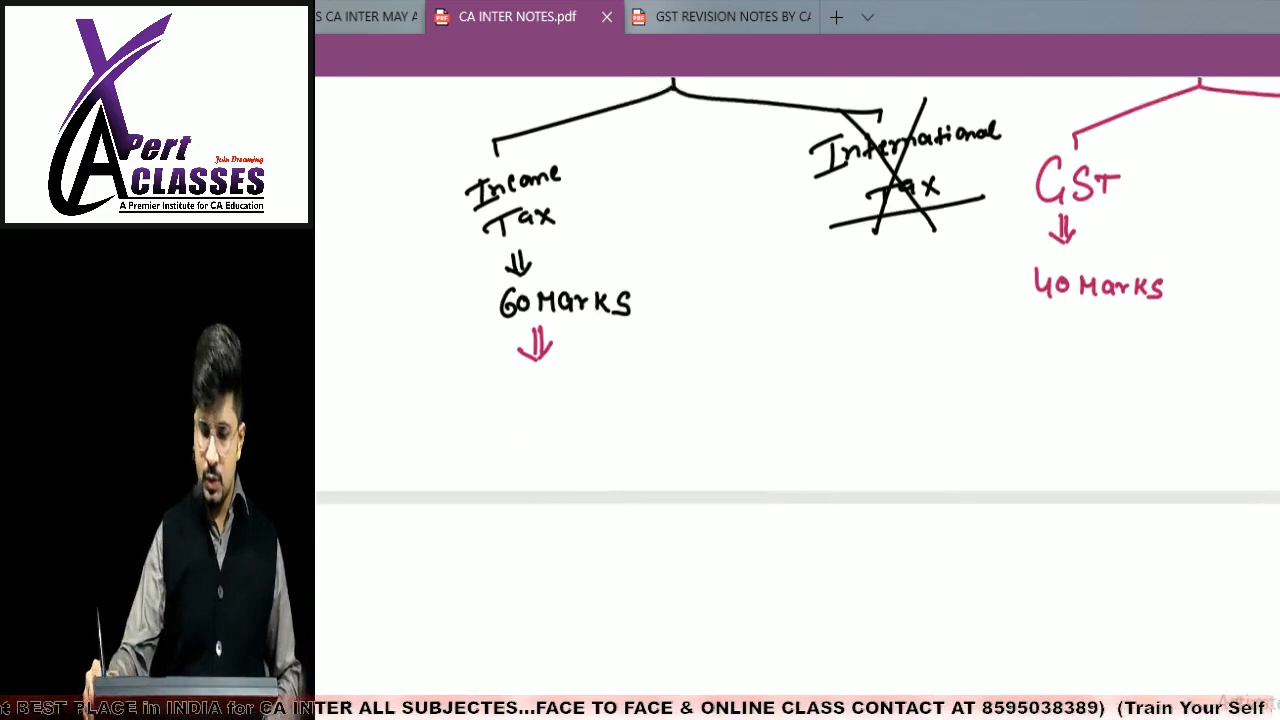 S CA INTER MAY A
CA INTER NOTES.pdf
GST REVISION NOTES BY CA
XPert
Join Dreaming
CA CLASSES
A Premier Institute for CA Education
Income
Tax
60 Marks
International
Tax
GST
40 Marks
BEST PLACE in INDIA for CA INTER ALL SUBJECTES...FACE TO FACE & ONLINE CLASS CONTACT AT 8595038389) (Train Your Self